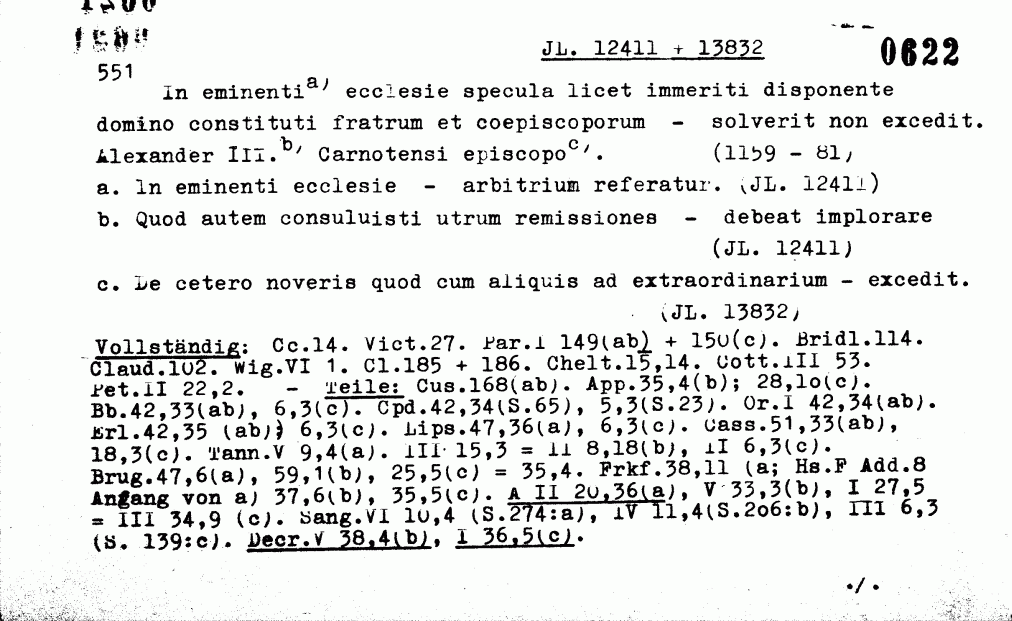 JL. 12411 + 13832 0622
551
In eminenti a) ecclesie specula licet immeriti disponente
domino constituti fratrum et coepiscoporum - solverit non excedit.
Alexander III. b) Carnotensi episcopo c). (1159 - 81)
a. In eminenti ecclesie - arbitrium referatur. (JL. 12411)
b. Quod autem consuluisti utrum remissiones - debeat implorare
(JL. 12411)
c. De cetero noveris quod cum aliquis ad extraordinarium - excedit.
(JL. 13832)
Vollständig: Cc.14. Vict.27. Par.I 149(ab) + 150(c). Bridl.114.
Claud.102. Wig.VI 1. Cl.185 + 186. Chelt.15,14. Cott.III 53.
Pet.II 22,2. - Teile: Cus.168(ab). App.35,4(b); 28,10(c).
Bb.42,33(ab), 6,3(c). Cpd.42,34(S.65), 5,3(S.23). Or.I 42,34(ab).
Erl.42,35 (ab); 6,3(c). Lips.47,36(a), 6,3(c). Cass.51,33(ab),
18,3(c). Tann.V 9,4(a). III 15,3 = II 8,18(b), II 6,3(c).
Brug.47,6(a), 59,1(b), 25,5(c) = 35,4. Frkf.38,11 (a; Hs.F Add.8
Angang von a) 37,6(b), 35,5(c). A II 20,36(a), V 33,3(b), I 27,5
= III 34,9 (c). Sang.VI 10,4 (S.274:a), IV 11,4(S.206:b), III 6,3
(S. 139:c). Decr.V 38,4(b), I 36,5(c).
./.